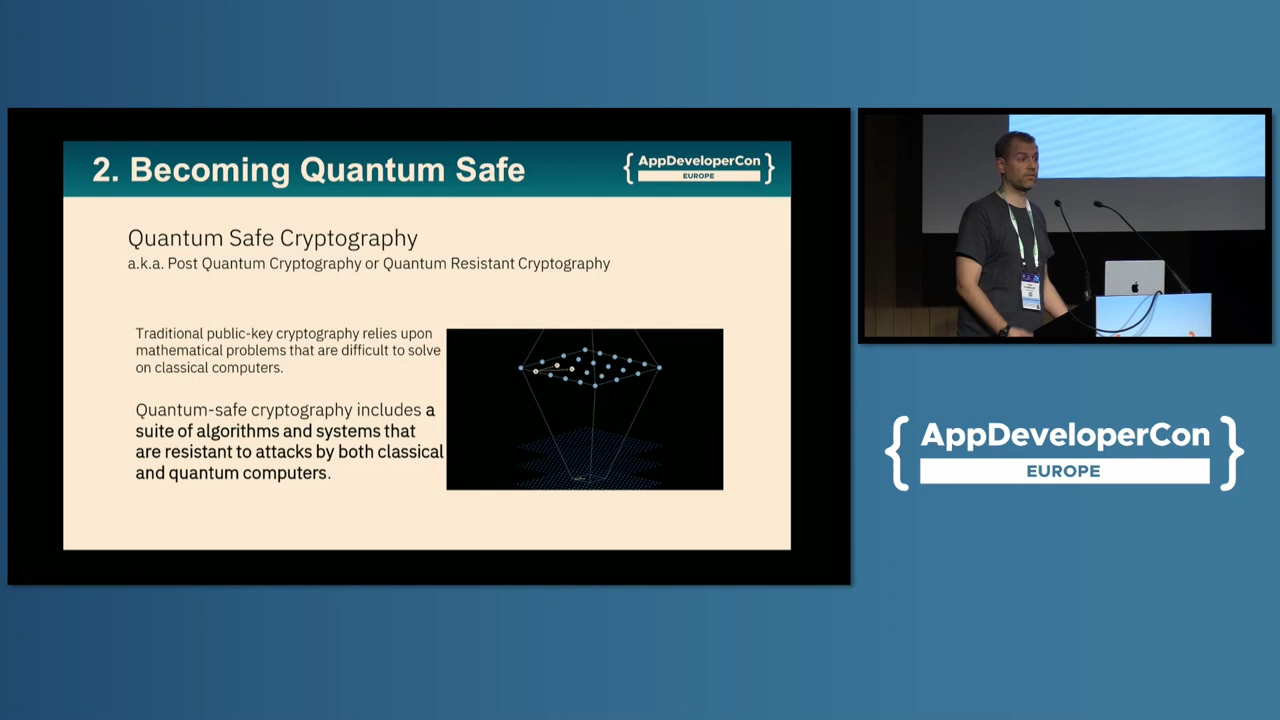 2. Becoming Quantum Safe
AppDeveloperCon
EUROPE
Quantum Safe Cryptography
a.k.a. Post Quantum Cryptography or Quantum Resistant Cryptography
Traditional public-key cryptography relies upon
mathematical problems that are difficult to solve
on classical computers.
Quantum-safe cryptography includes a
suite of algorithms and systems that
are resistant to attacks by both classical
and quantum computers.
AppDeveloperCon
EUROPE